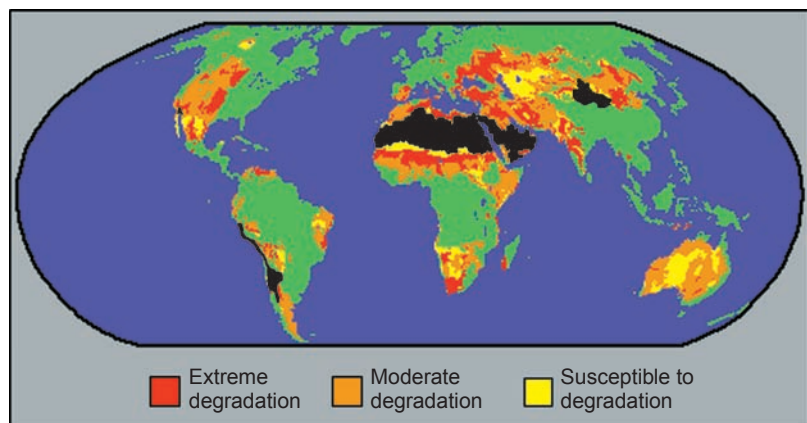 Extreme
degradation
Moderate
degradation
Susceptible to
degradation